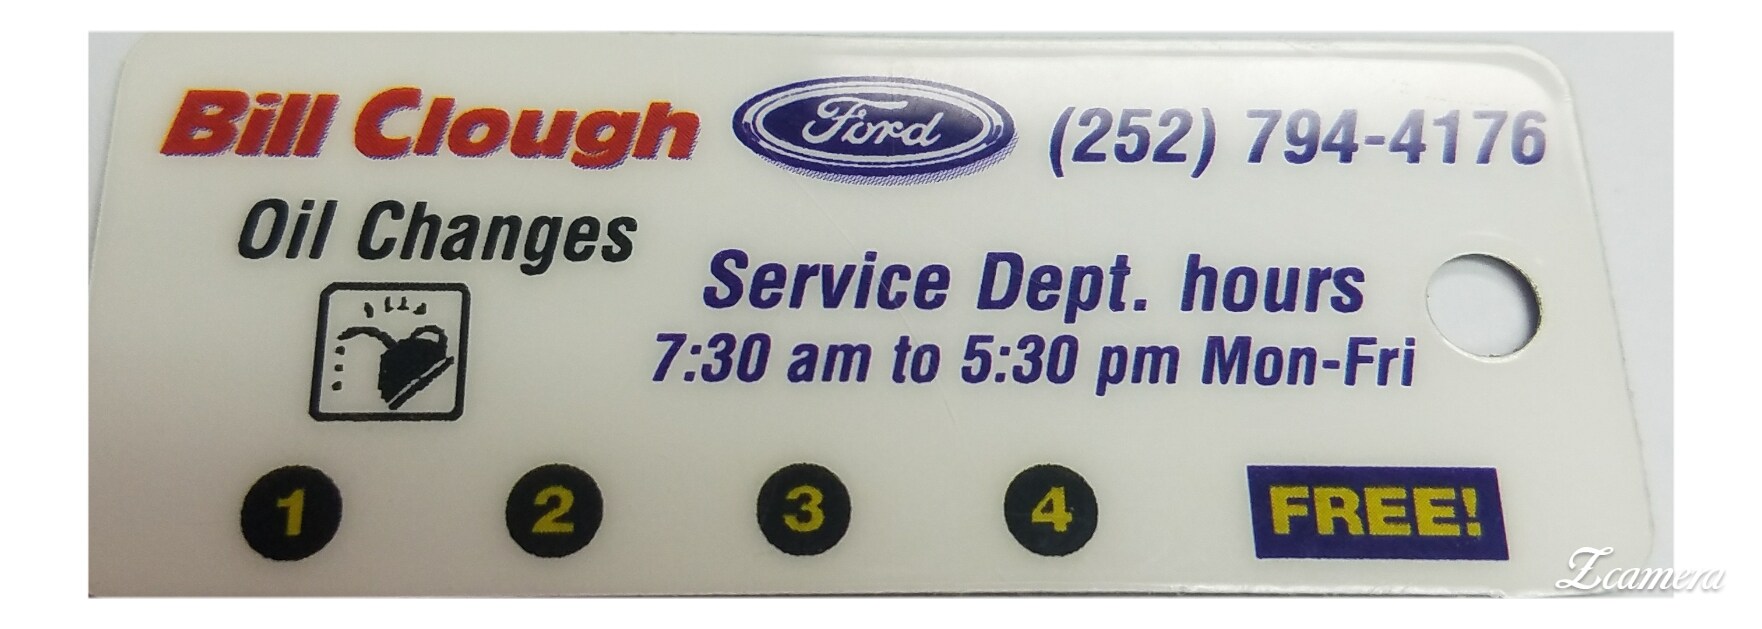 Bill Clough Ford (252) 794-4176
Oil Changes
Service Dept. hours
7:30 am to 5:30 pm Mon-Fri
1 2 3 4 FREE!
Zcamera